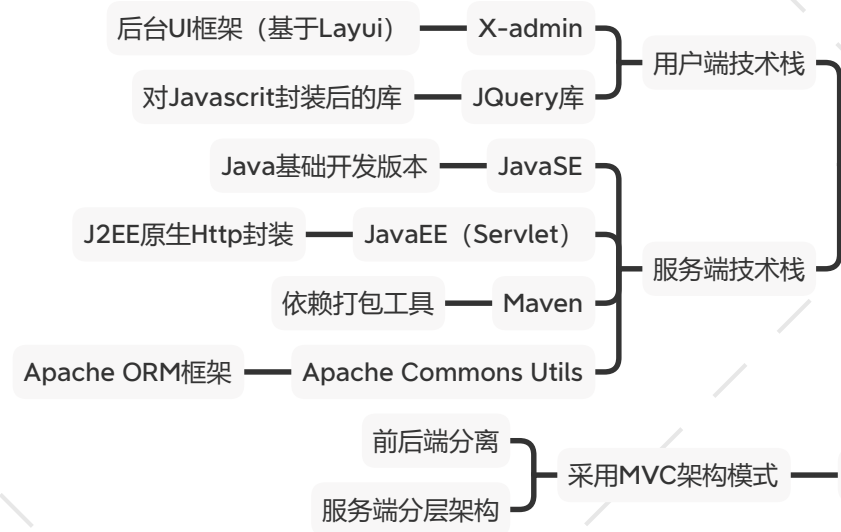 后台UI框架（基于Layui）
X-admin
用户端技术栈
对Javascrit封装后的库
JQuery库
Java基础开发版本
JavaSE
J2EE原生Http封装
JavaEE（Servlet）
服务端技术栈
依赖打包工具
Maven
Apache ORM框架
Apache Commons Utils
前后端分离
采用MVC架构模式
服务端分层架构